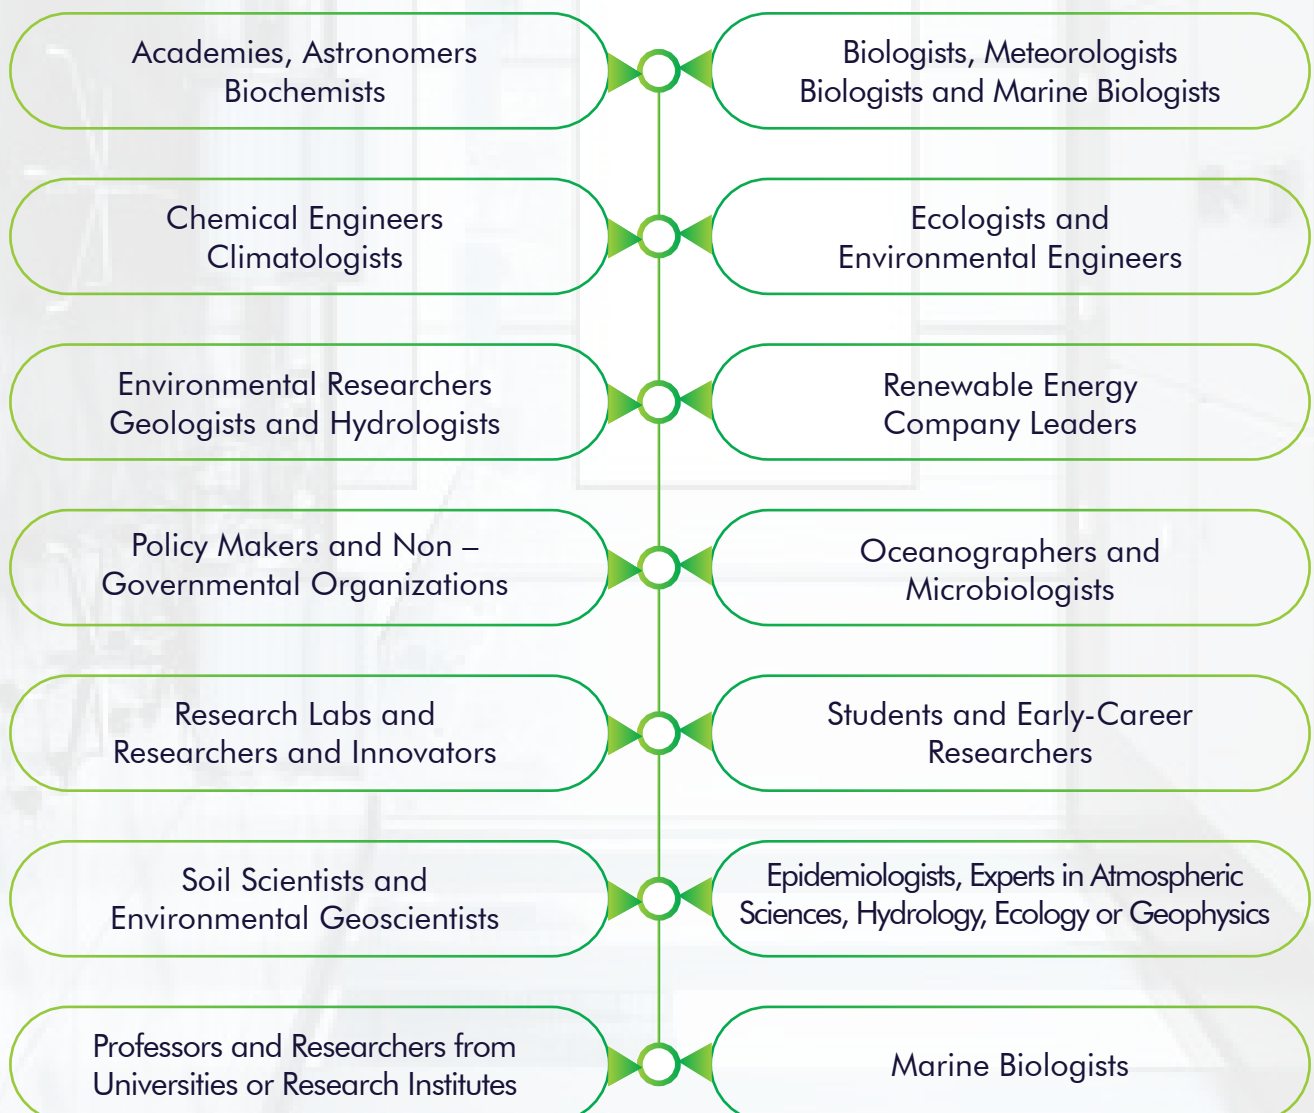 Academies, Astronomers
Biochemists
Biologists, Meteorologists
Biologists and Marine Biologists
Chemical Engineers
Climatologists
Ecologists and
Environmental Engineers
Environmental Researchers
Geologists and Hydrologists
Renewable Energy
Company Leaders
Policy Makers and Non –
Governmental Organizations
Oceanographers and
Microbiologists
Research Labs and
Researchers and Innovators
Students and Early-Career
Researchers
Soil Scientists and
Environmental Geoscientists
Epidemiologists, Experts in Atmospheric
Sciences, Hydrology, Ecology or Geophysics
Professors and Researchers from
Universities or Research Institutes
Marine Biologists